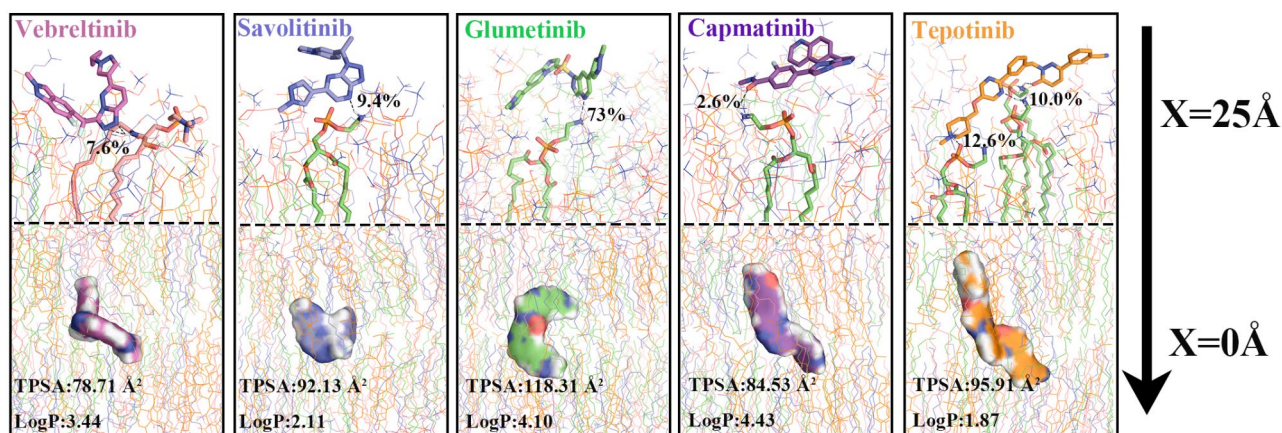 Vebreltinib
7.6%
TPSA:78.71 Å²
LogP:3.44
Savolitinib
9.4%
TPSA:92.13 Å²
LogP:2.11
Glumetinib
73%
TPSA:118.31 Å²
LogP:4.10
Capmatinib
2.6%
TPSA:84.53 Å²
LogP:4.43
Tepotinib
10.0%
12.6%
TPSA:95.91 Å²
LogP:1.87
X=25Å
X=0Å